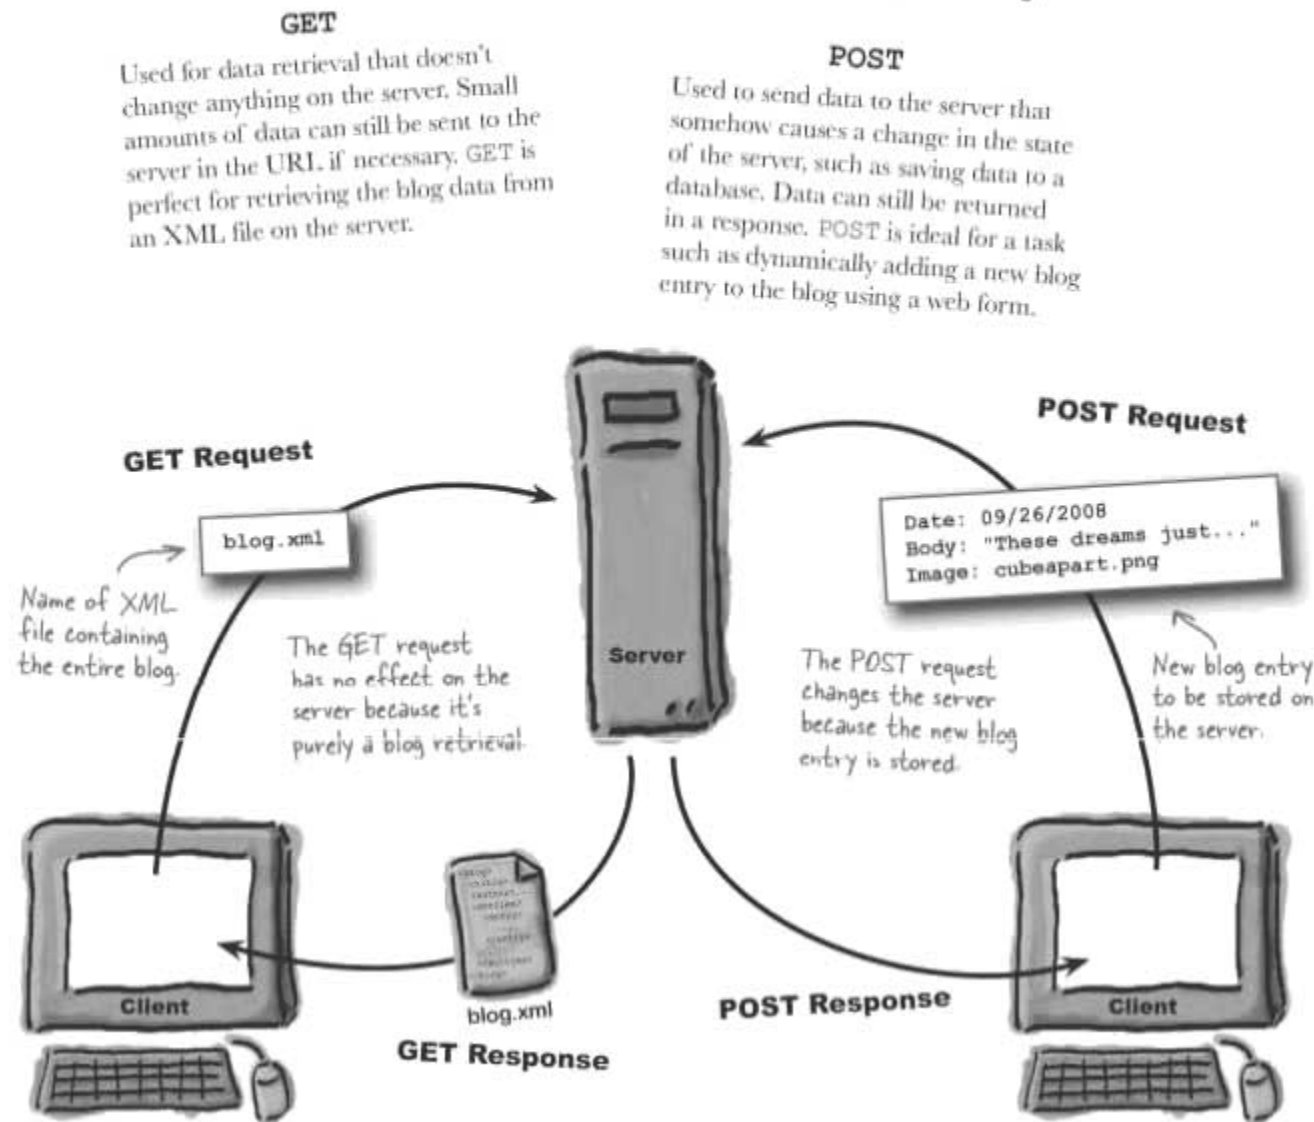 GET
Used for data retrieval that doesn't
change anything on the server. Small
amounts of data can still be sent to the
server in the URL if necessary. GET is
perfect for retrieving the blog data from
an XML file on the server.
POST
Used to send data to the server that
somehow causes a change in the state
of the server, such as saving data to a
database. Data can still be returned
in a response. POST is ideal for a task
such as dynamically adding a new blog
entry to the blog using a web form.
GET Request
blog.xml
Name of XML
file containing
the entire blog.
The GET request
has no effect on the
server because it's
purely a blog retrieval.
Server
POST Request
Date: 09/26/2008
Body: "These dreams just..."
Image: cubeapart.png
The POST request
changes the server
because the new blog
entry is stored.
New blog entry
to be stored on
the server.
Client
blog.xml
GET Response
POST Response
Client